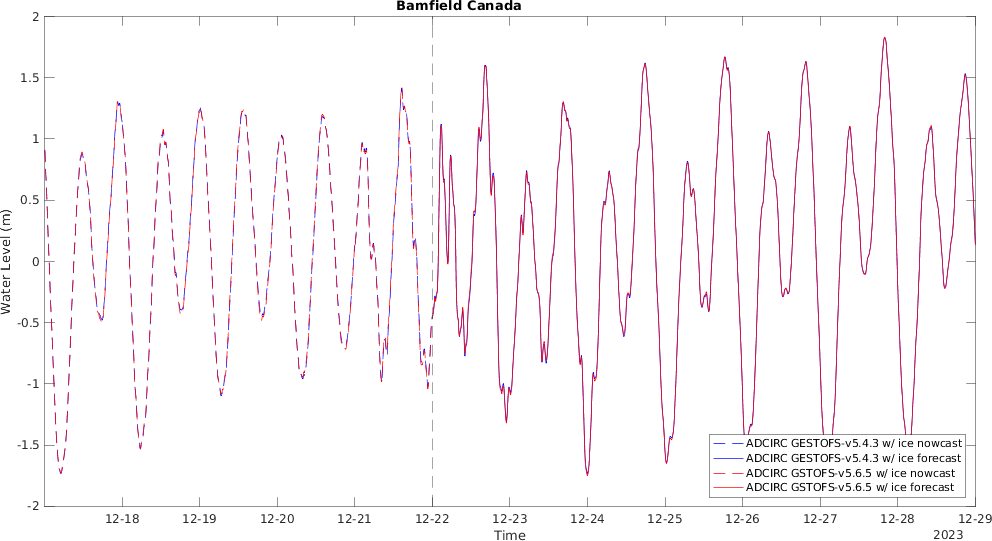 Bamfield Canada
2
1.5
1
0.5
0
-0.5
-1
-1.5
-2
Water Level (m)
ADCIRC GESTOFS-v5.4.3 w/ ice nowcast
ADCIRC GESTOFS-v5.4.3 w/ ice forecast
ADCIRC GSTOFS-v5.6.5 w/ ice nowcast
ADCIRC GSTOFS-v5.6.5 w/ ice forecast
12-18 12-19 12-20 12-21 12-22 12-23 12-24 12-25 12-26 12-27 12-28 12-29
Time
2023